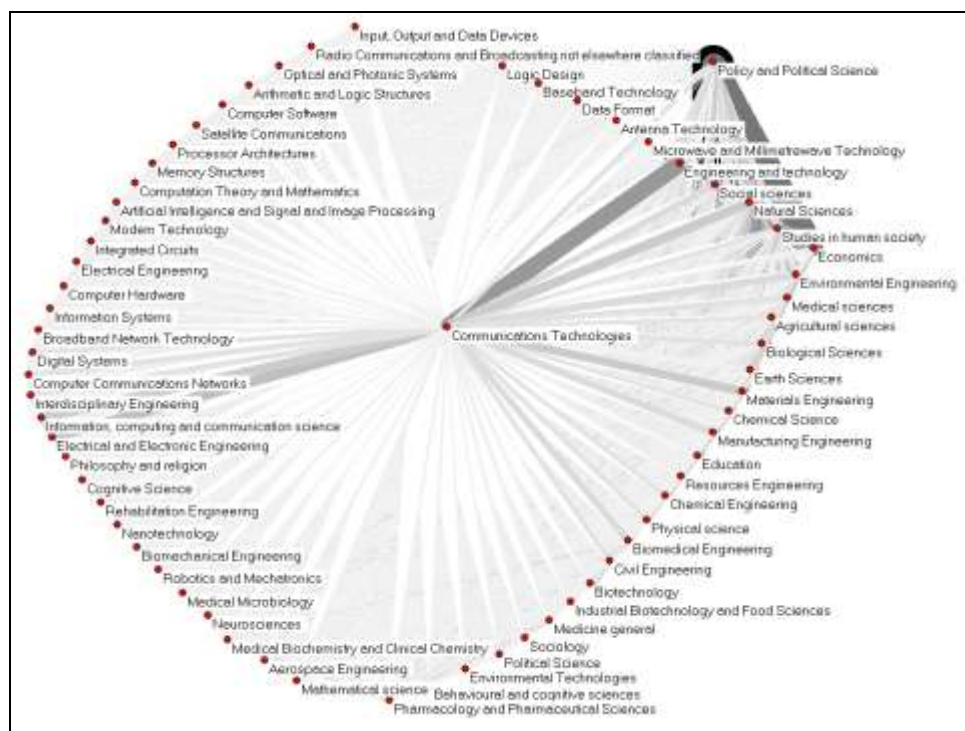 Input, Output and Data Devices
Radio Communications and Broadcasting not elsewhere classified
Policy and Political Science
Optical and Photonic Systems
Logic Design
Arithmetic and Logic Structures
Baseband Technology
Computer Software
Data Format
Satellite Communications
Antenna Technology
Processor Architectures
Microwave and Millimetrewave Technology
Memory Structures
Engineering and technology
Computation Theory and Mathematics
Social sciences
Artificial Intelligence and Signal and Image Processing
Natural Sciences
Modern Technology
Studies in human society
Integrated Circuits
Economics
Electrical Engineering
Environmental Engineering
Computer Hardware
Medical sciences
Information Systems
Agricultural sciences
Broadband Network Technology
Communications Technologies
Biological Sciences
Digital Systems
Earth Sciences
Computer Communications Networks
Materials Engineering
Interdisciplinary Engineering
Chemical Science
Information, computing and communication science
Manufacturing Engineering
Electrical and Electronic Engineering
Philosophy and religion
Education
Cognitive Science
Resources Engineering
Rehabilitation Engineering
Chemical Engineering
Nanotechnology
Physical science
Biomechanical Engineering
Biomedical Engineering
Robotics and Mechatronics
Civil Engineering
Medical Microbiology
Biotechnology
Neurosciences
Industrial Biotechnology and Food Sciences
Medicine general
Medical Biochemistry and Clinical Chemistry
Sociology
Aerospace Engineering
Political Science
Mathematical science
Environmental Technologies
Behavioural and cognitive sciences
Pharmacology and Pharmaceutical Sciences